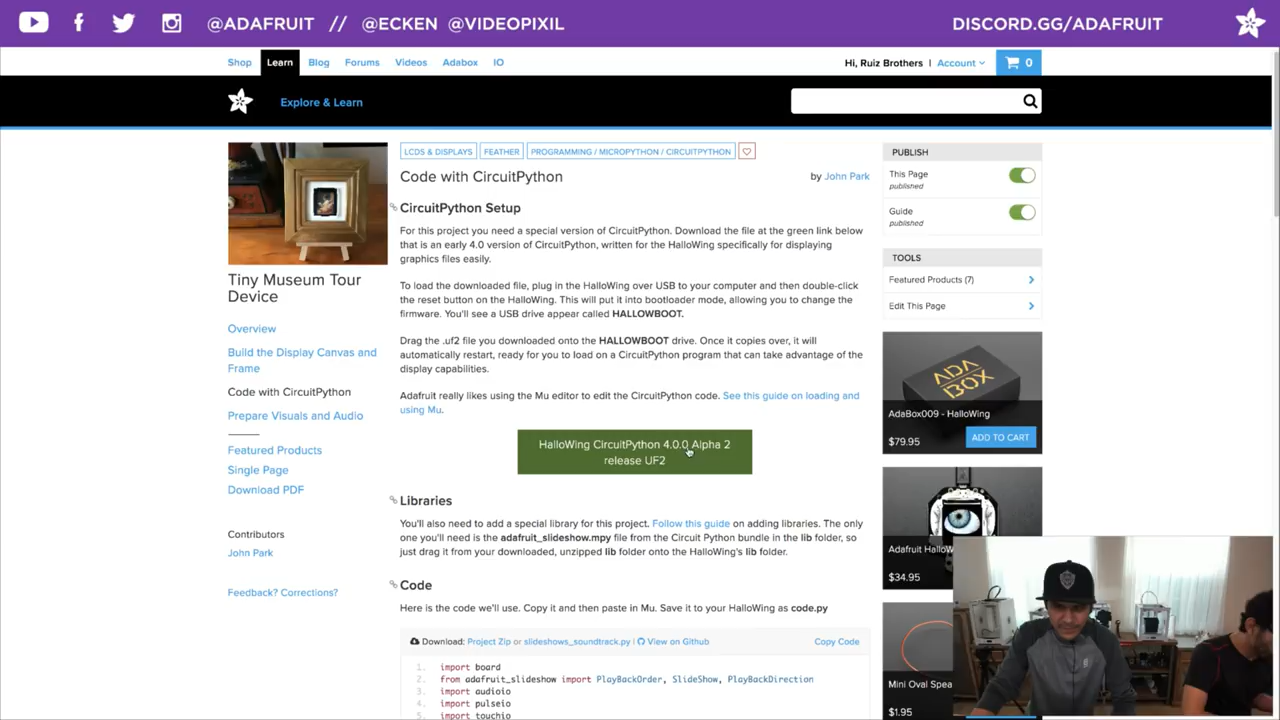 @ADAFRUIT // @ECKEN @VIDEOPIXIL
DISCORD.GG/ADAFRUIT
Shop Learn Blog Forums Videos Adabox IO
Hi, Ruiz Brothers | Account 0
Explore & Learn
LCDS & DISPLAYS FEATHER PROGRAMMING / MICROPYTHON / CIRCUITPYTHON
Code with CircuitPython
by John Park
CircuitPython Setup
For this project you need a special version of CircuitPython. Download the file at the green link below
that is an early 4.0 version of CircuitPython, written for the HalloWing specifically for displaying
graphics files easily.
To load the downloaded file, plug in the HalloWing over USB to your computer and then double-click
the reset button on the HalloWing. This will put it into bootloader mode, allowing you to change the
firmware. You'll see a USB drive appear called HALLOWBOOT.
Drag the .uf2 file you downloaded onto the HALLOWBOOT drive. Once it copies over, it will
automatically restart, ready for you to load on a CircuitPython program that can take advantage of the
display capabilities.
Adafruit really likes using the Mu editor to edit the CircuitPython code. See this guide on loading and
using Mu.
HalloWing CircuitPython 4.0.0 Alpha 2
release UF2
Libraries
You'll also need to add a special library for this project. Follow this guide on adding libraries. The only
one you'll need is the adafruit_slideshow.mpy file from the Circuit Python bundle in the lib folder, so
just drag it from your downloaded, unzipped lib folder onto the HalloWing's lib folder.
Code
Here is the code we'll use. Copy it and then paste in Mu. Save it to your HalloWing as code.py
Download: Project Zip or slideshows_soundtrack.py | View on Github
Copy Code
1. import board
2. from adafruit_slideshow import PlayBackOrder, SlideShow, PlayBackDirection
3. import audioio
4. import pulseio
5. import touchio
Tiny Museum Tour
Device
Overview
Build the Display Canvas and
Frame
Code with CircuitPython
Prepare Visuals and Audio
Featured Products
Single Page
Download PDF
Contributors
John Park
Feedback? Corrections?
PUBLISH
This Page
published
Guide
published
TOOLS
Featured Products (7)
Edit This Page
ADA
BOX
AdaBox009 - HalloWing
$79.95 ADD TO CART
Adafruit HalloW
$34.95
Mini Oval Spea
$1.95